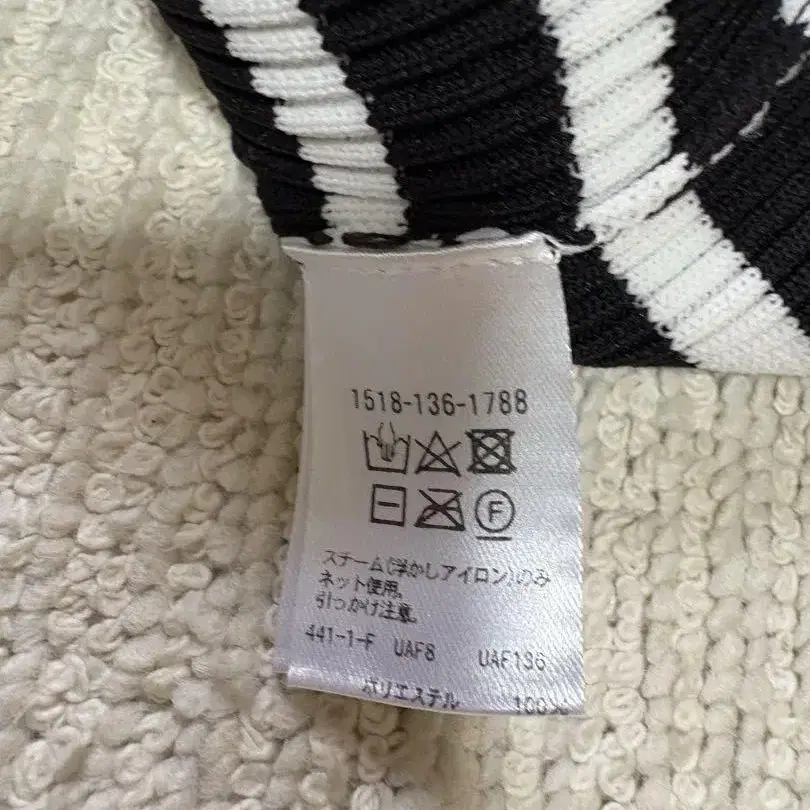 1518-136-1788
F
スチーム(浮かしアイロン)のみ
ネット使用。
引っかけ注意。
441-1-F UAF8 UAF136
ポリエステル 100%